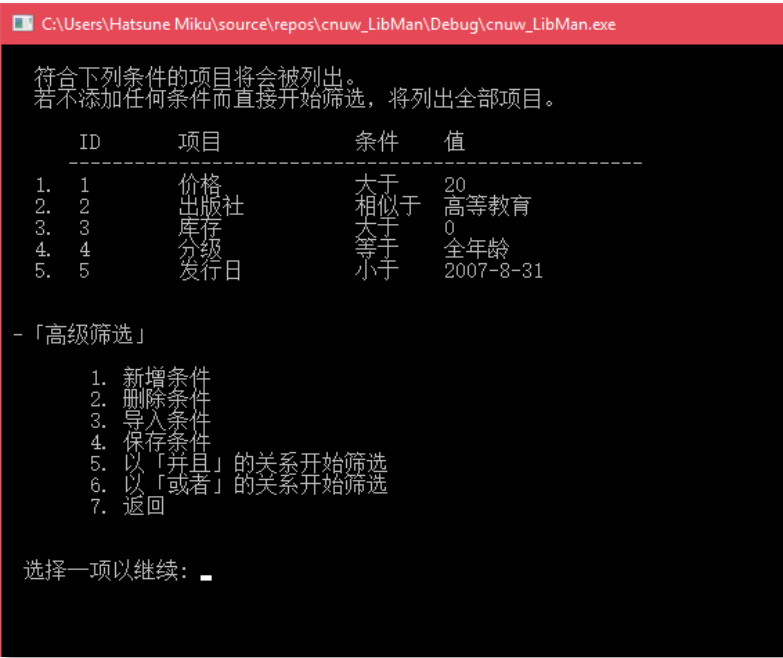 C:\Users\Hatsune Miku\source\repos\cnuw_LibMan\Debug\cnuw_LibMan.exe
符合下列条件的项目将会被列出。
若不添加任何条件而直接开始筛选，将列出全部项目。
ID 项目 条件 值
------------------------------------------------
1. 1 价格 大于 20
2. 2 出版社 相似于 高等教育
3. 3 库存 大于 0
4. 4 分级 等于 全年龄
5. 5 发行日 小于 2007-8-31
-「高级筛选」
1. 新增条件
2. 删除条件
3. 导入条件
4. 保存条件
5. 以「并且」的关系开始筛选
6. 以「或者」的关系开始筛选
7. 返回
选择一项以继续: